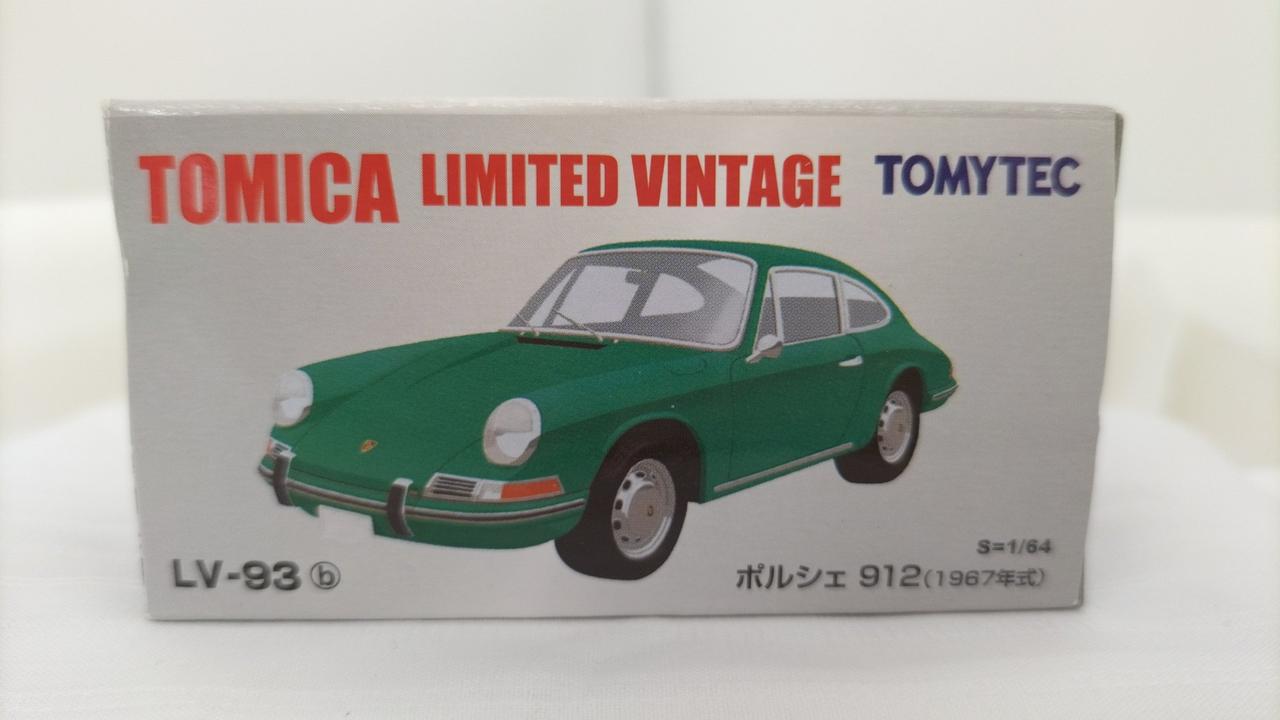 TOMICA LIMITED VINTAGE TOMYTEC
S=1/64
LV-93 ⓑ ポルシェ 912(1967年式)